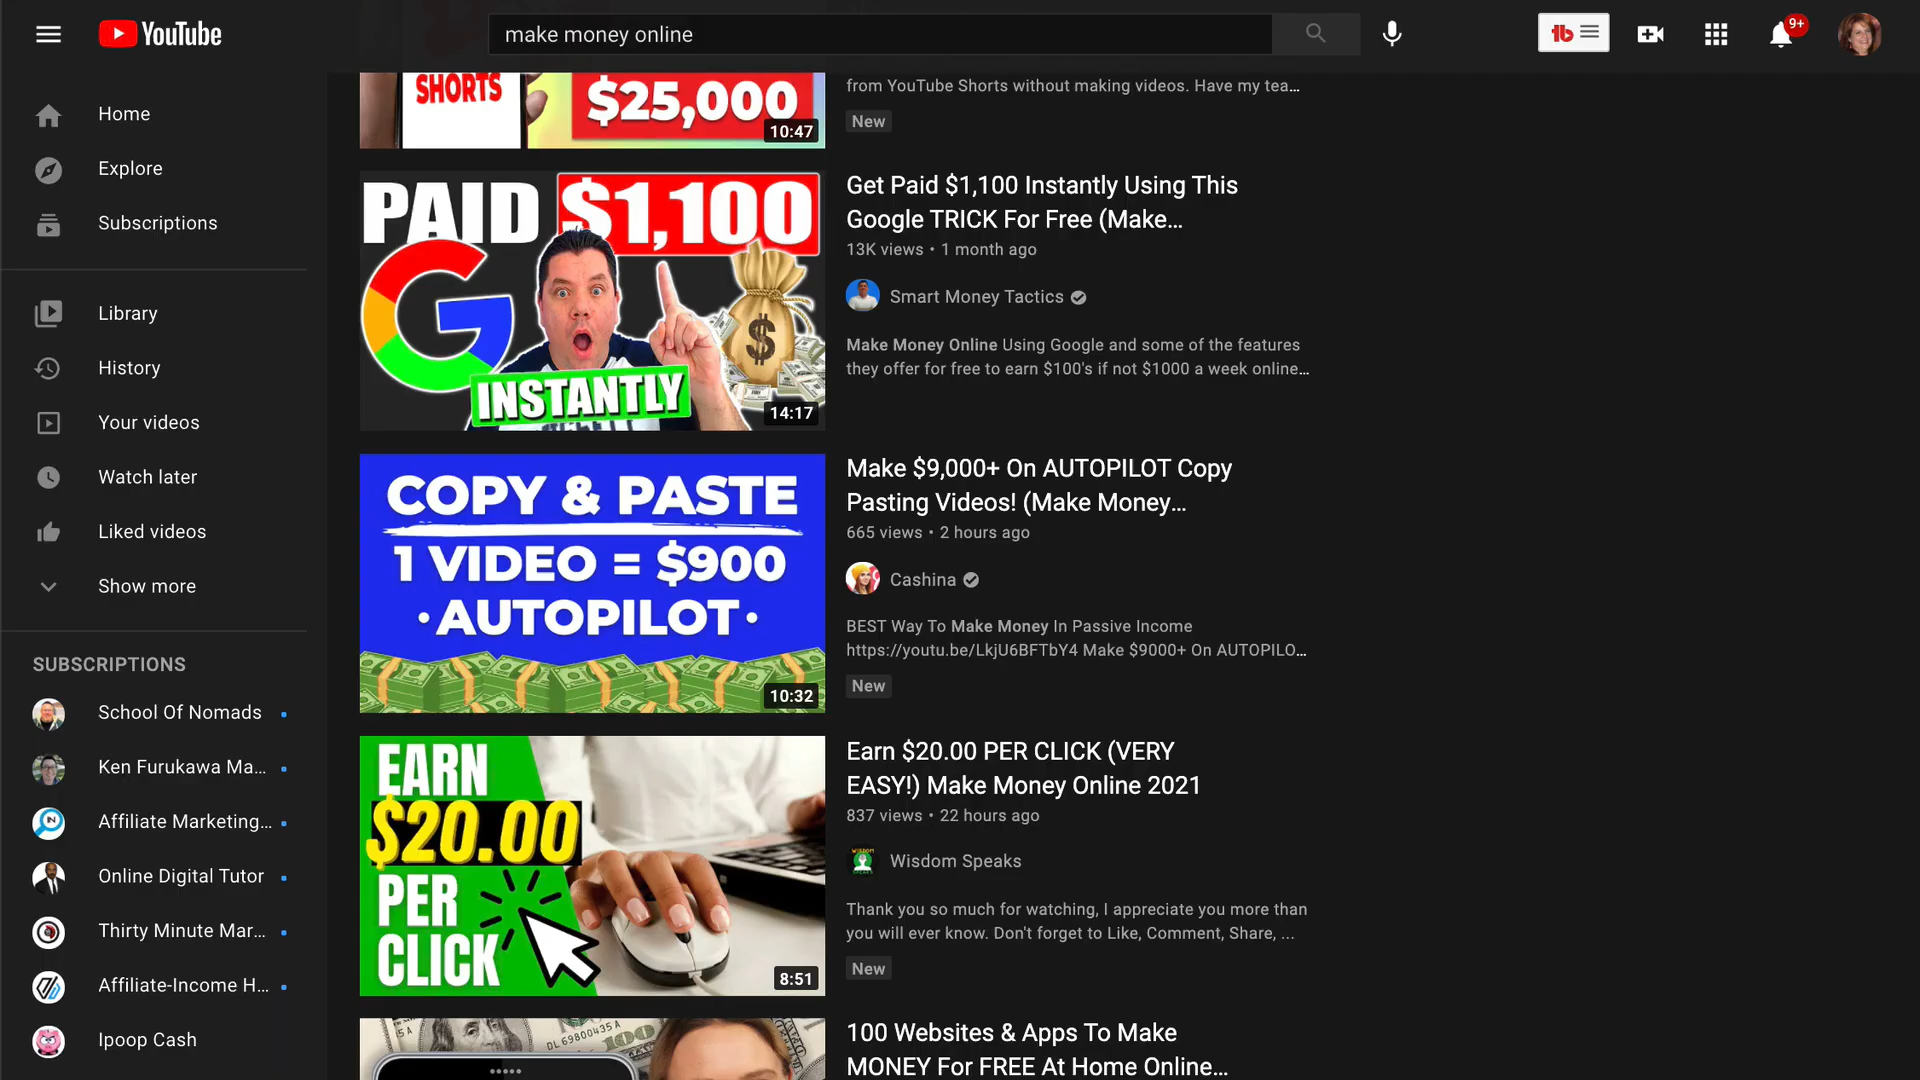 YouTube
make money online
tb
9+
Home
Explore
Subscriptions
Library
History
Your videos
Watch later
Liked videos
Show more
SUBSCRIPTIONS
School Of Nomads
Ken Furukawa Ma...
Affiliate Marketing...
Online Digital Tutor
Thirty Minute Mar...
Affiliate-Income H...
Ipoop Cash
SHORTS
$25,000
10:47
from YouTube Shorts without making videos. Have my tea...
New
PAID $1,100
INSTANTLY
14:17
Get Paid $1,100 Instantly Using This
Google TRICK For Free (Make...
13K views • 1 month ago
Smart Money Tactics
Make Money Online Using Google and some of the features
they offer for free to earn $100's if not $1000 a week online...
COPY & PASTE
1 VIDEO = $900
• AUTOPILOT •
10:32
Make $9,000+ On AUTOPILOT Copy
Pasting Videos! (Make Money...
665 views • 2 hours ago
Cashina
BEST Way To Make Money In Passive Income
https://youtu.be/LkjU6BFTbY4 Make $9000+ On AUTOPILO...
New
EARN
$20.00
PER
CLICK
8:51
Earn $20.00 PER CLICK (VERY
EASY!) Make Money Online 2021
837 views • 22 hours ago
WISDOM
Wisdom Speaks
Thank you so much for watching, I appreciate you more than
you will ever know. Don't forget to Like, Comment, Share, ...
New
DL 69800435 A
100
100 Websites & Apps To Make
MONEY For FREE At Home Online...